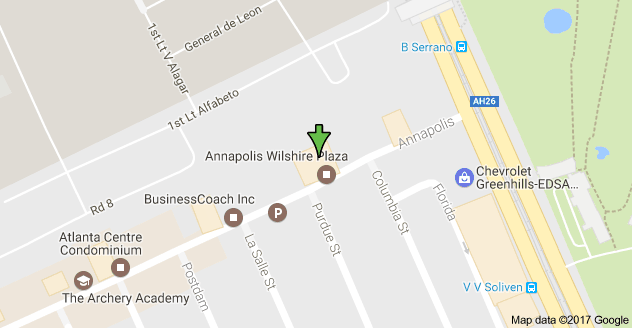 General de Leon
1st Lt V Alagar
B Serrano
AH26
1st Lt Alfabeto
Annapolis
Annapolis Wilshire Plaza
Chevrolet
Greenhills-EDSA...
BusinessCoach Inc
Rd 8
P
Purdue St
Columbia St
Florida
Atlanta Centre
Condominium
La Salle St
Postdam
The Archery Academy
V V Soliven
Map data ©2017 Google